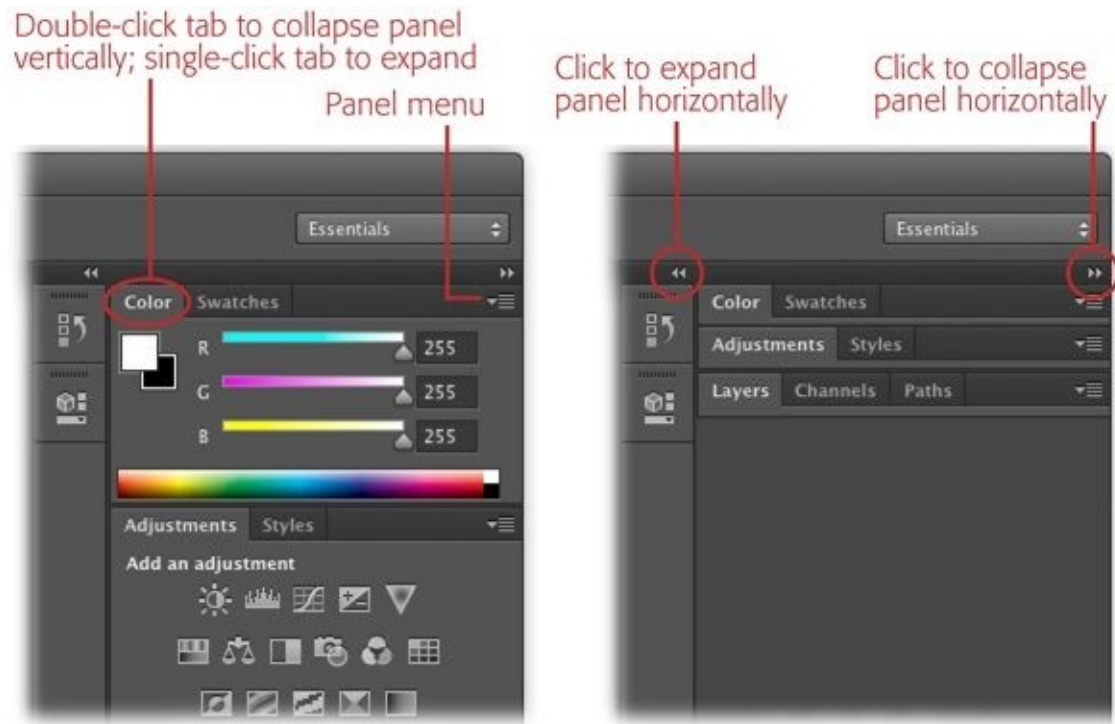 Double-click tab to collapse panel
vertically; single-click tab to expand
Panel menu
Click to expand
panel horizontally
Click to collapse
panel horizontally
Essentials
Color Swatches
R 255
G 255
B 255
Adjustments Styles
Add an adjustment
Essentials
Color Swatches
Adjustments Styles
Layers Channels Paths